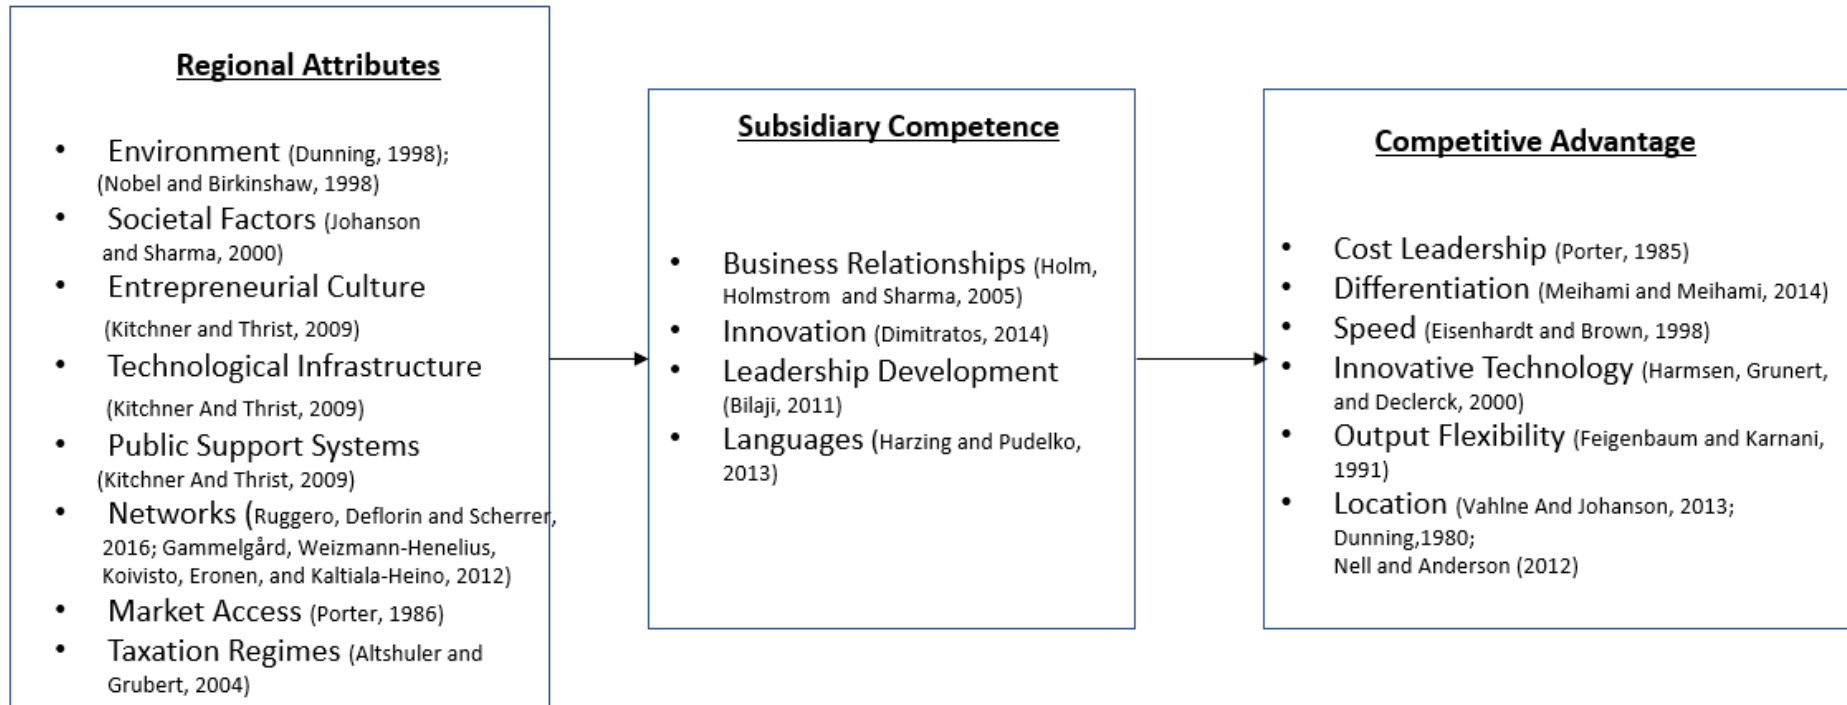 Regional Attributes
• Environment (Dunning, 1998);
(Nobel and Birkinshaw, 1998)
• Societal Factors (Johanson
and Sharma, 2000)
• Entrepreneurial Culture
(Kitchner and Thrist, 2009)
• Technological Infrastructure
(Kitchner And Thrist, 2009)
• Public Support Systems
(Kitchner And Thrist, 2009)
• Networks (Ruggero, Deflorin and Scherrer,
2016; Gammelgård, Weizmann-Henelius,
Koivisto, Eronen, and Kaltiala-Heino, 2012)
• Market Access (Porter, 1986)
• Taxation Regimes (Altshuler and
Grubert, 2004)
Subsidiary Competence
• Business Relationships (Holm,
Holmstrom and Sharma, 2005)
• Innovation (Dimitratos, 2014)
• Leadership Development
(Bilaji, 2011)
• Languages (Harzing and Pudelko,
2013)
Competitive Advantage
• Cost Leadership (Porter, 1985)
• Differentiation (Meihami and Meihami, 2014)
• Speed (Eisenhardt and Brown, 1998)
• Innovative Technology (Harmsen, Grunert,
and Declerck, 2000)
• Output Flexibility (Feigenbaum and Karnani,
1991)
• Location (Vahlne And Johanson, 2013;
Dunning,1980;
Nell and Anderson (2012)